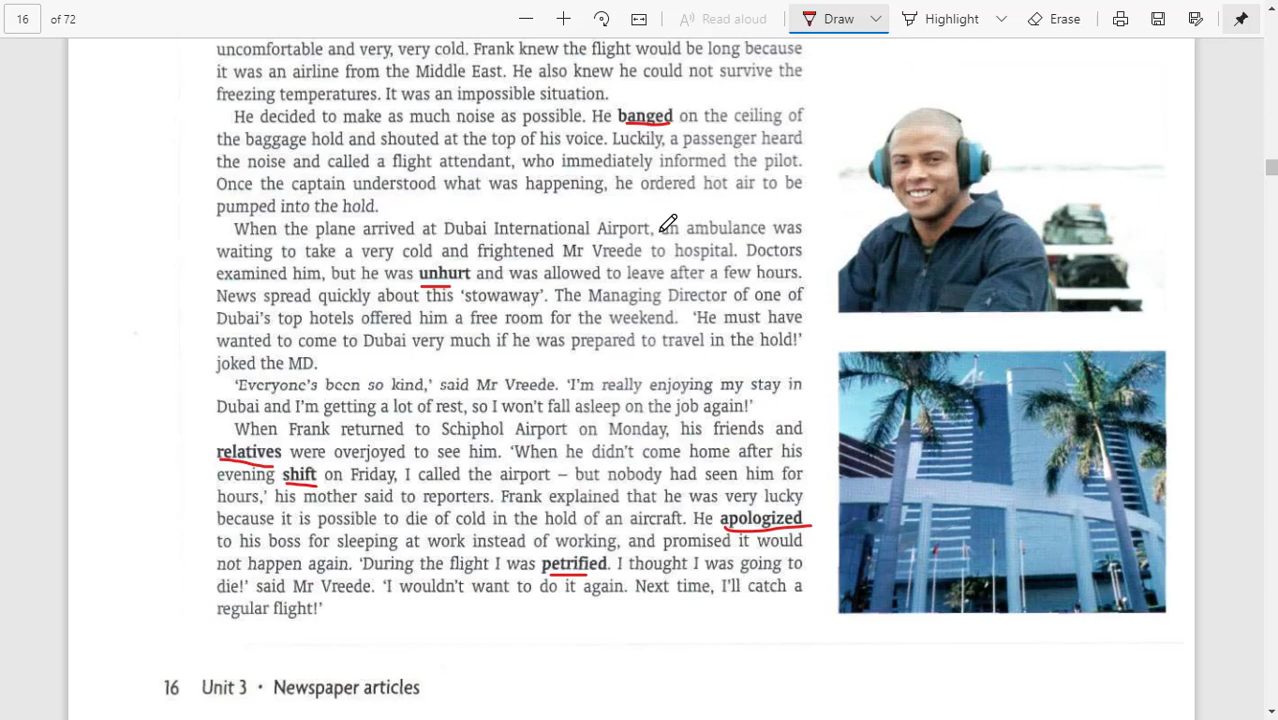 16 of 72 Read aloud Draw Highlight Erase
uncomfortable and very, very cold. Frank knew the flight would be long because
it was an airline from the Middle East. He also knew he could not survive the
freezing temperatures. It was an impossible situation.
He decided to make as much noise as possible. He banged on the ceiling of
the baggage hold and shouted at the top of his voice. Luckily, a passenger heard
the noise and called a flight attendant, who immediately informed the pilot.
Once the captain understood what was happening, he ordered hot air to be
pumped into the hold.
When the plane arrived at Dubai International Airport, an ambulance was
waiting to take a very cold and frightened Mr Vreede to hospital. Doctors
examined him, but he was unhurt and was allowed to leave after a few hours.
News spread quickly about this ‘stowaway’. The Managing Director of one of
Dubai’s top hotels offered him a free room for the weekend. ‘He must have
wanted to come to Dubai very much if he was prepared to travel in the hold!’
joked the MD.
‘Everyone’s been so kind,’ said Mr Vreede. ‘I’m really enjoying my stay in
Dubai and I’m getting a lot of rest, so I won’t fall asleep on the job again!’
When Frank returned to Schiphol Airport on Monday, his friends and
relatives were overjoyed to see him. ‘When he didn’t come home after his
evening shift on Friday, I called the airport – but nobody had seen him for
hours,’ his mother said to reporters. Frank explained that he was very lucky
because it is possible to die of cold in the hold of an aircraft. He apologized
to his boss for sleeping at work instead of working, and promised it would
not happen again. ‘During the flight I was petrified. I thought I was going to
die!’ said Mr Vreede. ‘I wouldn’t want to do it again. Next time, I’ll catch a
regular flight!’
16 Unit 3 • Newspaper articles